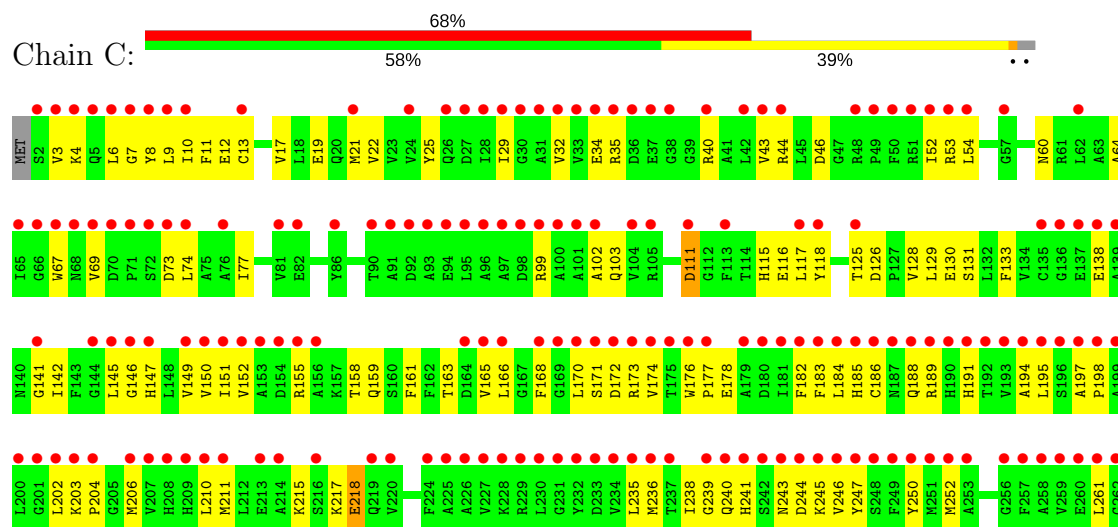 68%
Chain C:
58% 39%
MET S2 V3 K4 Q5 L6 G7 Y8 L9 I10 F11 E12 C13 V17 L18 E19 Q20 M21 V22 V23 V24 Y25 Q26 D27 I28 I29 G30 A31 V32 V33 E34 R35 D36 E37 G38 G39 R40 A41 L42 V43 R44 L45 D46 G47 R48 P49 F50 R51 I52 R53 L54 G57 N60 R61 L62 A63 A64
I65 G66 W67 N68 V69 D70 P71 S72 D73 L74 A75 A76 I77 V81 E82 Y86 T90 A91 D92 A93 E94 L95 A96 A97 D98 R99 A100 A101 A102 Q103 V104 R105 D111 G112 F113 T114 H115 E116 L117 Y118 T125 D126 P127 V128 L129 E130 S131 L132 F133 V134 C135 G136 E137 E138
N140 G141 I142 F143 G144 L145 G146 H147 L148 V149 V150 I151 V152 A153 D154 R155 A156 K157 T158 Q159 S160 F161 F162 T163 D164 V165 L166 G167 F168 G169 L170 S171 D172 R173 V174 T175 W176 P177 E178 A179 D180 I181 F182 F183 L184 H185 C186 N187 Q188 R189 H190 H191 T192 V193 A194 L195 S196 A197 P198
L200 G201 L202 K203 P204 G205 M206 V207 H208 H209 L210 M211 L212 E213 A214 K215 S216 K217 E218 Q219 V220 F224 A225 A226 V227 K228 R229 L230 G231 Y232 D233 V234 L235 M236 T237 I238 G239 Q240 H241 S242 N243 D244 K245 V246 Y247 S248 F249 Y250 M251 M252 A253 G256 F257 A258 V259 E260 L261